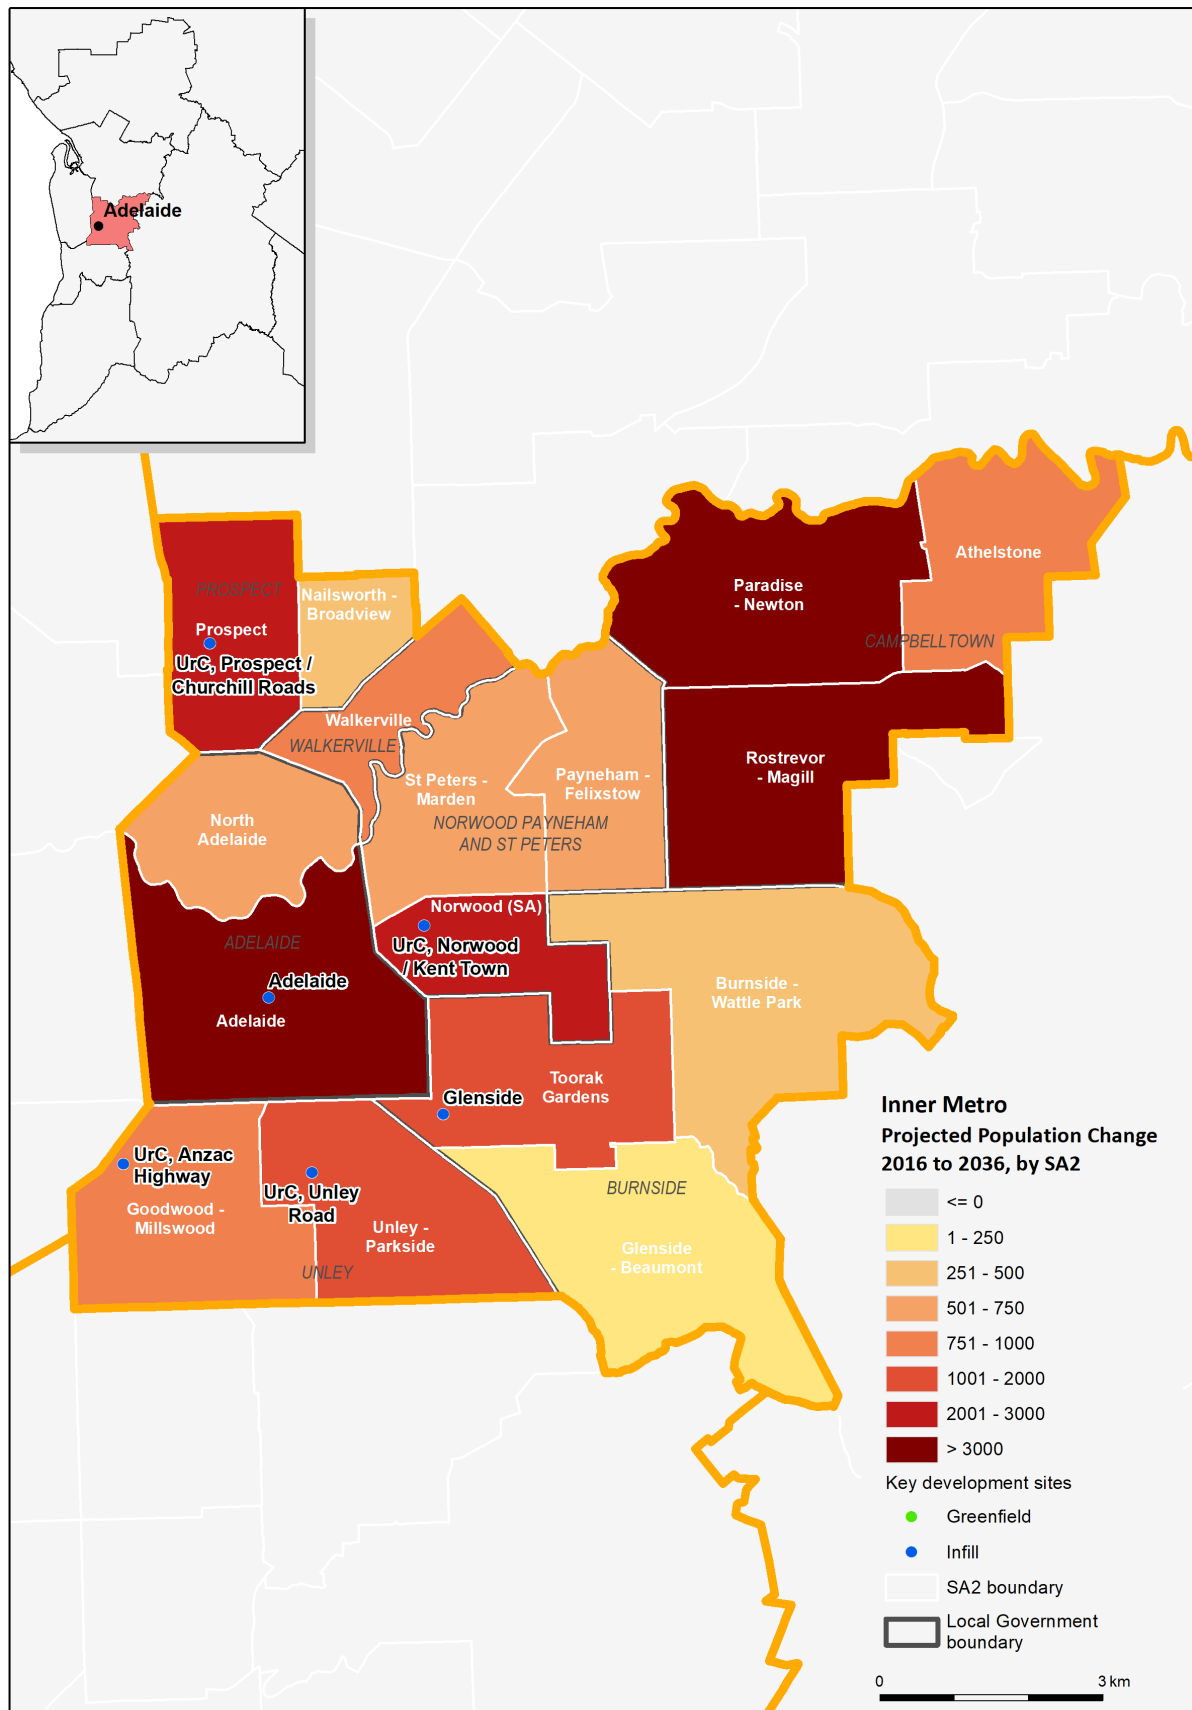 Adelaide
Athelstone
Paradise
- Newton
PROSPECT
Nailsworth -
Broadview
Prospect
CAMPBELLTOWN
UrC, Prospect /
Churchill Roads
Walkerville
WALKERVILLE
Rostrevor
- Magill
St Peters -
Marden
Payneham -
Felixstow
North
Adelaide
NORWOOD PAYNEHAM
AND ST PETERS
Norwood (SA)
ADELAIDE
UrC, Norwood
/ Kent Town
Adelaide
Burnside -
Wattle Park
Adelaide
Toorak
Gardens
Glenside
UrC, Anzac
Highway
UrC, Unley
Road
BURNSIDE
Goodwood -
Millswood
Unley -
Parkside
Glenside
- Beaumont
UNLEY
Inner Metro
Projected Population Change
2016 to 2036, by SA2
<= 0
1 - 250
251 - 500
501 - 750
751 - 1000
1001 - 2000
2001 - 3000
> 3000
Key development sites
Greenfield
Infill
SA2 boundary
Local Government
boundary
0 3 km